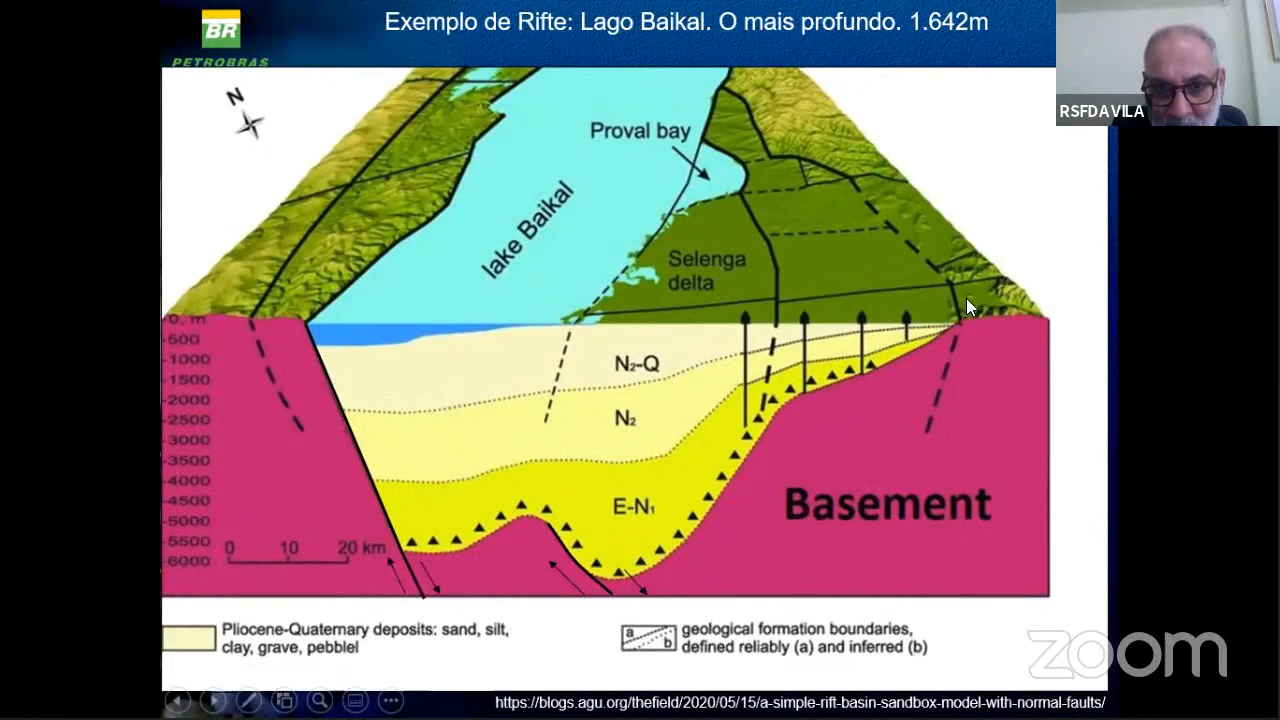 Exemplo de Rifte: Lago Baikal. O mais profundo. 1.642m
BR
PETROBRAS
RSFDAVILA
N
Proval bay
lake Baikal
Selenga
delta
0, m
-500
-1000
-1500
-2000
-2500
-3000
-3500
-4000
-4500
-5000
-5500
-6000
N₂-Q
N₂
E-N₁
Basement
0 10 20 km
Pliocene-Quaternary deposits: sand, silt,
clay, grave, pebblel
a
b
geological formation boundaries,
defined reliably (a) and inferred (b)
zoom
https://blogs.agu.org/thefield/2020/05/15/a-simple-rift-basin-sandbox-model-with-normal-faults/